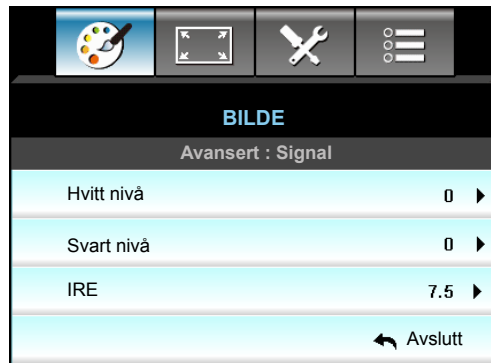 BILDE
Avansert : Signal
Hvitt nivå 0
Svart nivå 0
IRE 7.5
Avslutt